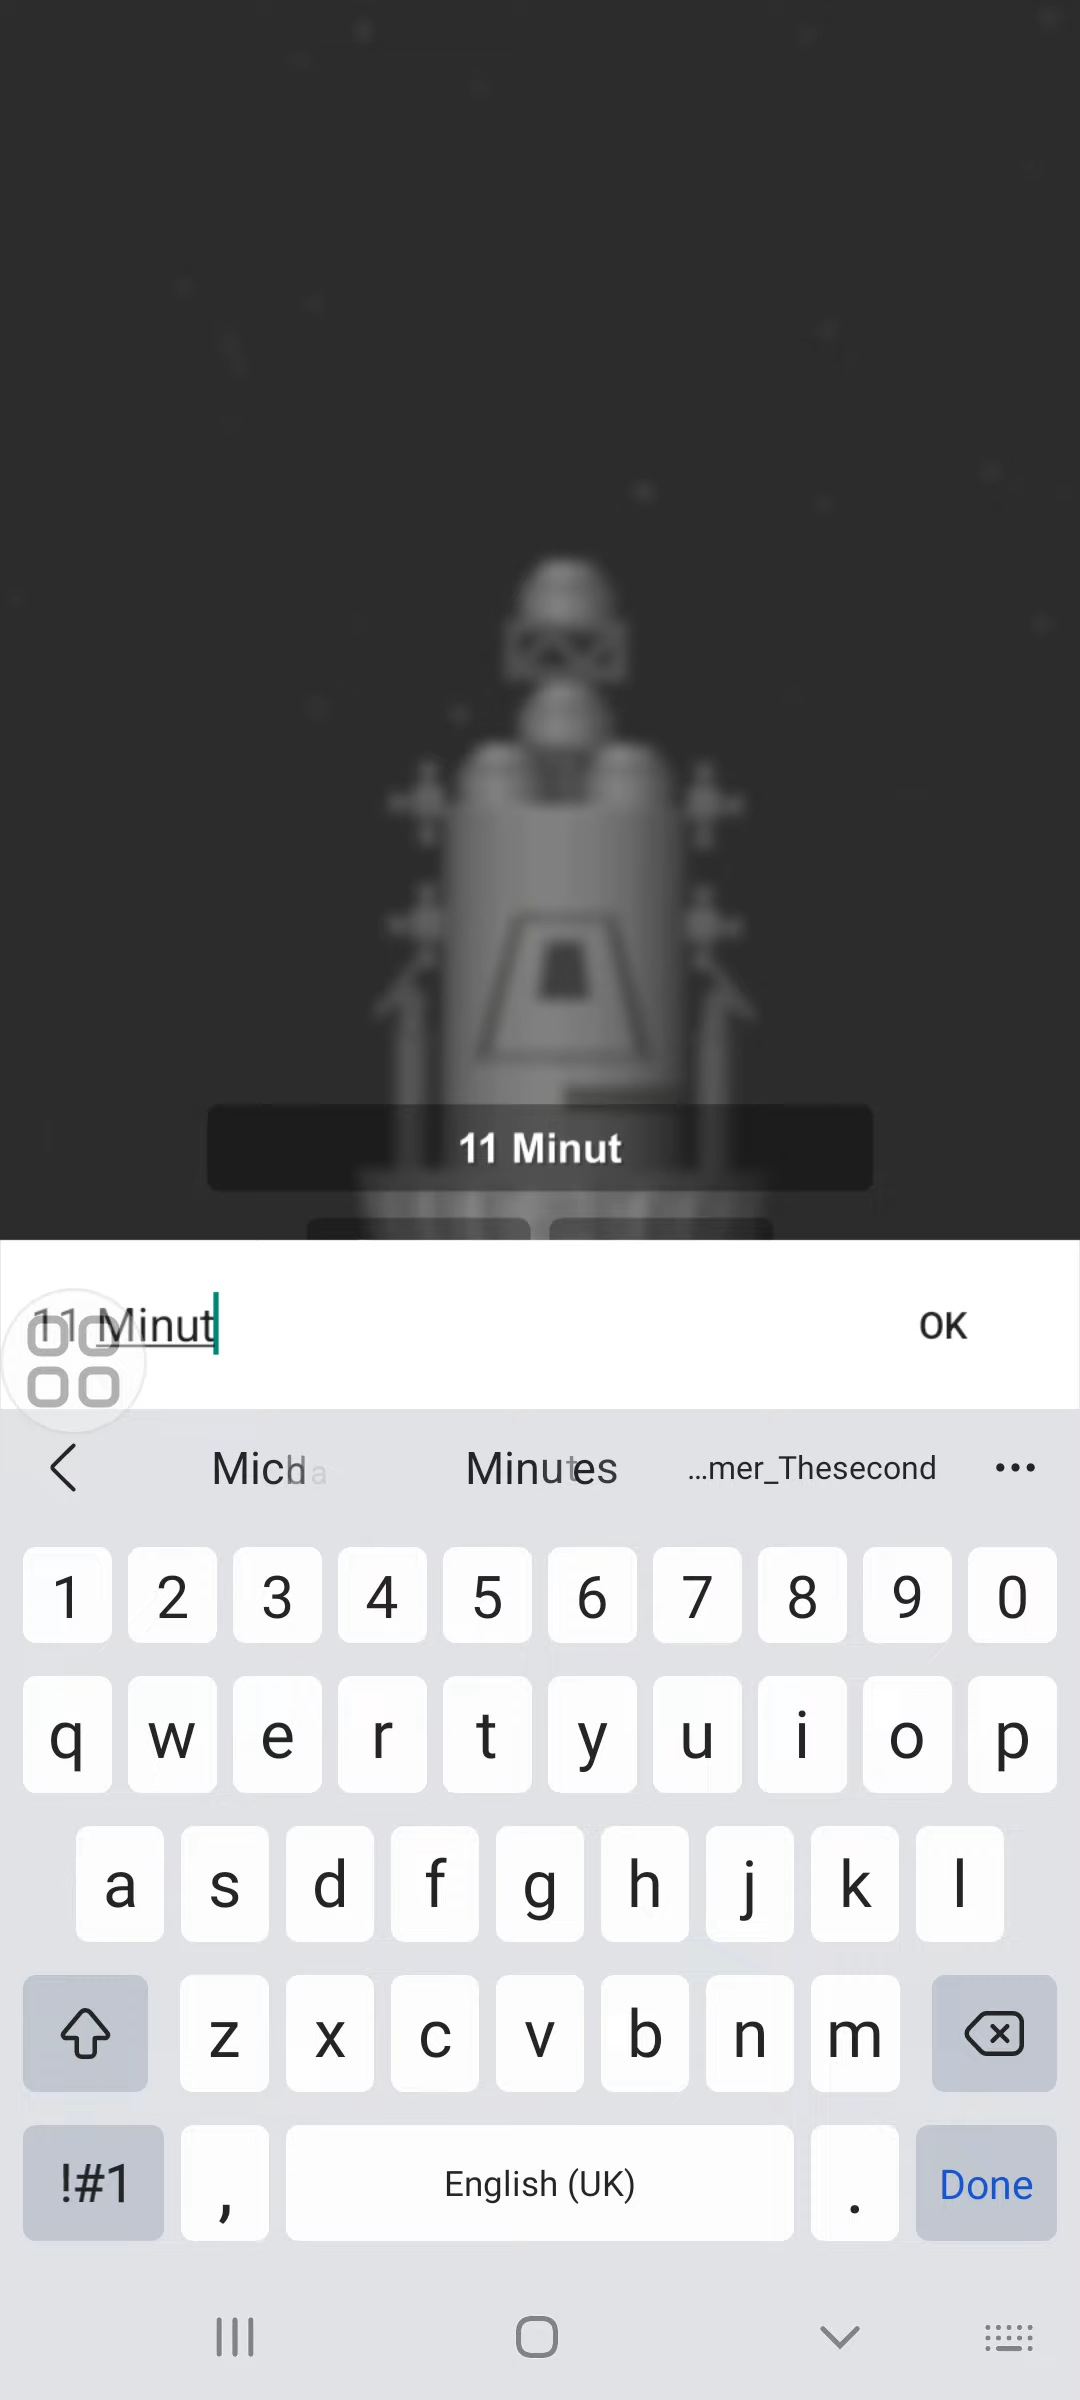 11 Minut
11 Minut
OK
Minutes
...mer_Thesecond
1 2 3 4 5 6 7 8 9 0
q w e r t y u i o p
a s d f g h j k l
z x c v b n m
!#1 , English (UK) . Done